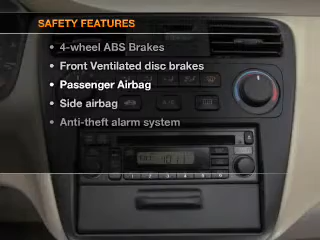 SAFETY FEATURES
• 4-wheel ABS Brakes
• Front Ventilated disc brakes
• Passenger Airbag
• Side airbag
• Anti-theft alarm system